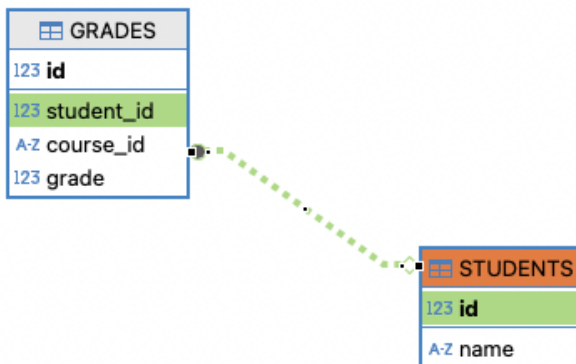 GRADES
123 id
123 student_id
A-Z course_id
123 grade
STUDENTS
123 id
A-Z name